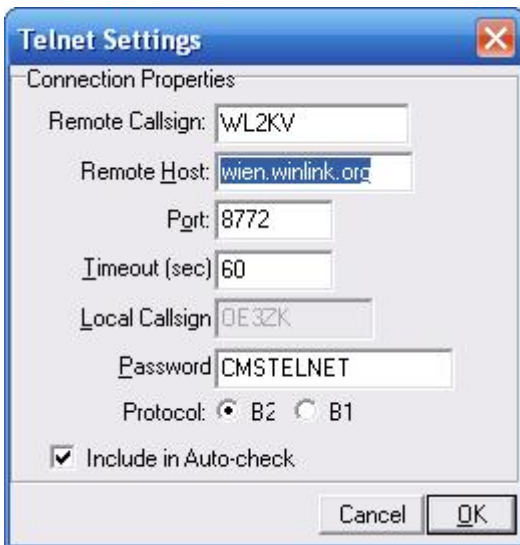 Telnet Settings
Connection Properties
Remote Callsign: WL2KV
Remote Host: wien.winlink.org
Port: 8772
Timeout (sec) 60
Local Callsign OE3ZK
Password CMSTELNET
Protocol: B2 B1
Include in Auto-check
Cancel OK